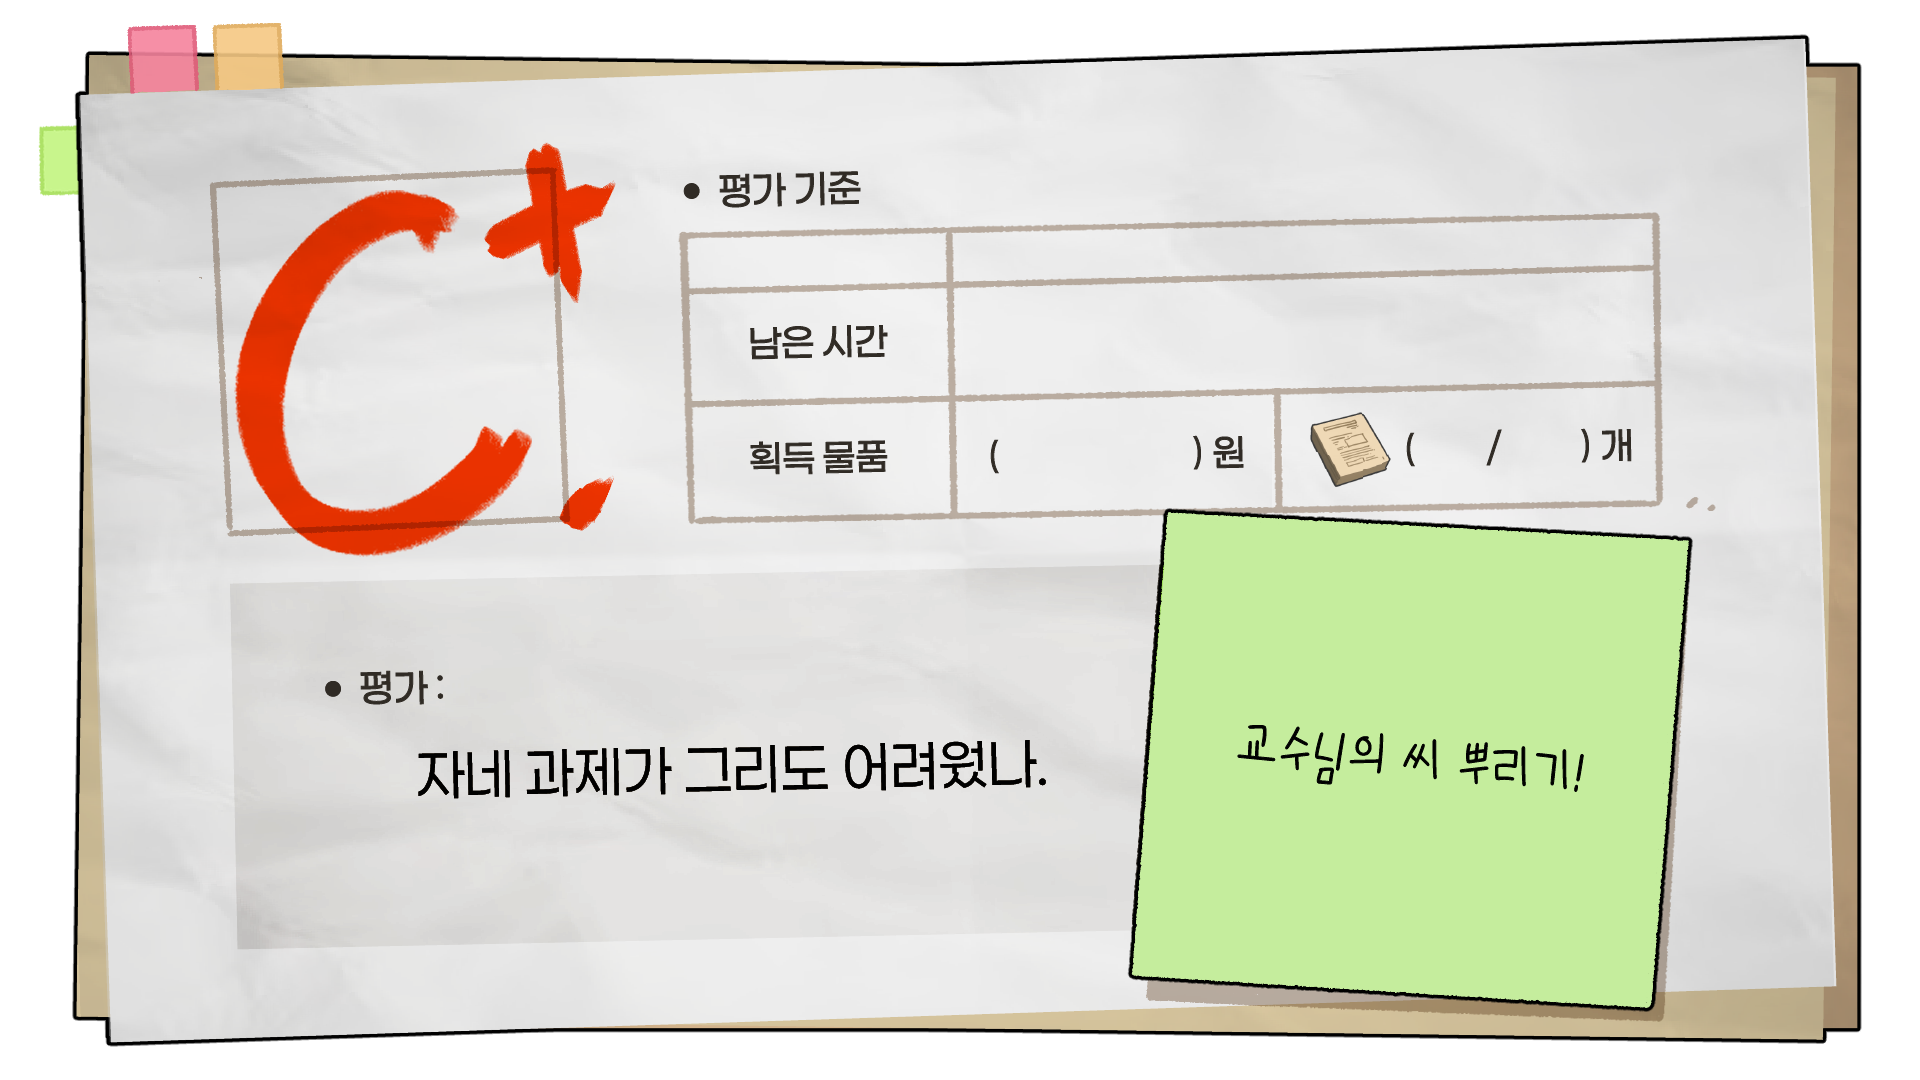 C+.
• 평가 기준
남은 시간
획득 물품 ( ) 원 ( / ) 개
• 평가 :
자네 과제가 그리도 어려웠나.
교수님의 씨 뿌리기!